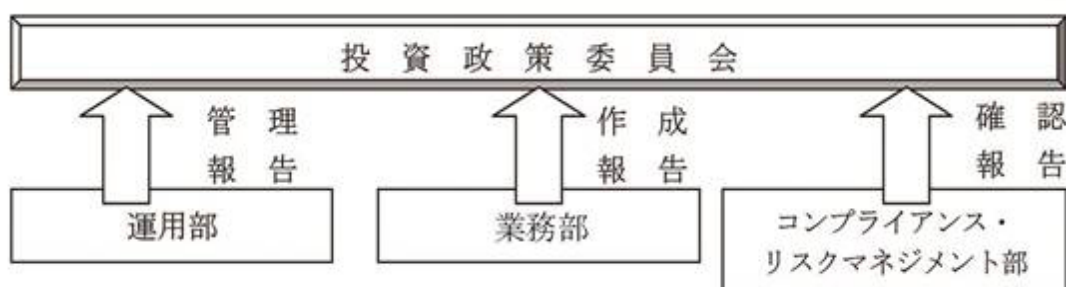 投資政策委員会
管理
報告
作成
報告
確認
報告
運用部
業務部
コンプライアンス・
リスクマネジメント部